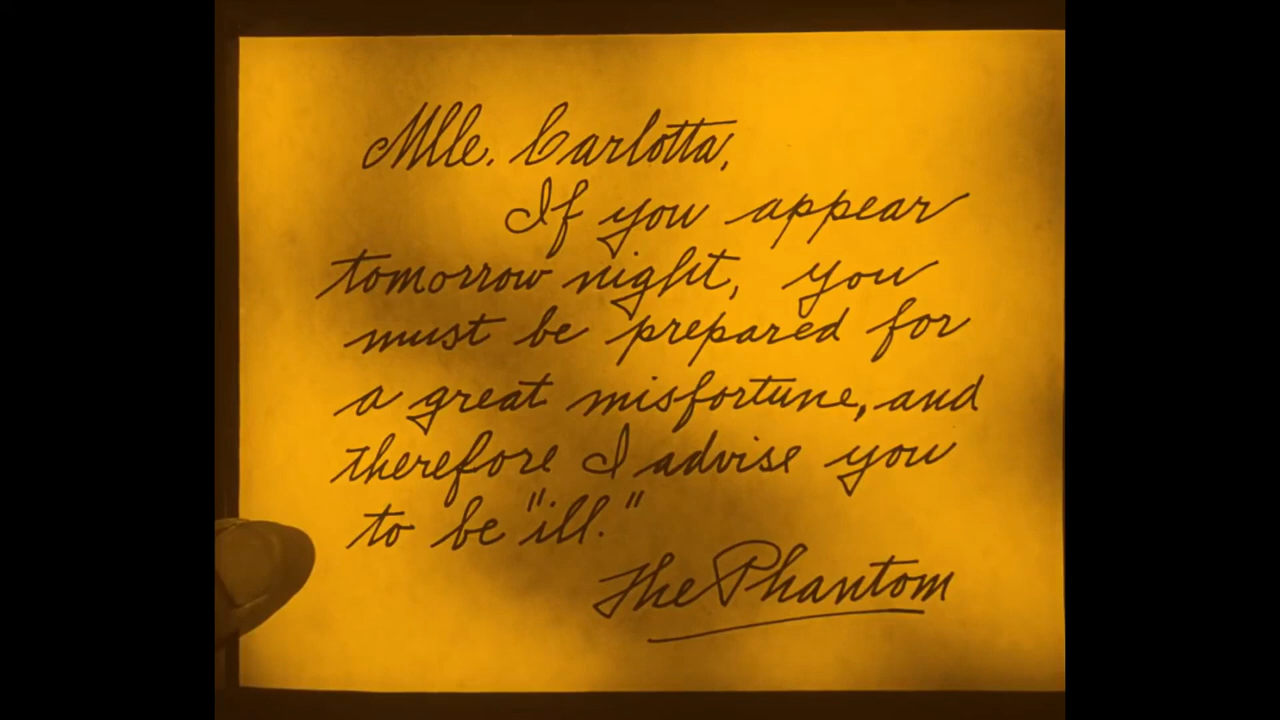 Mlle. Carlotta,
If you appear
tomorrow night, you
must be prepared for
a great misfortune, and
therefore I advise you
to be "ill."
The Phantom